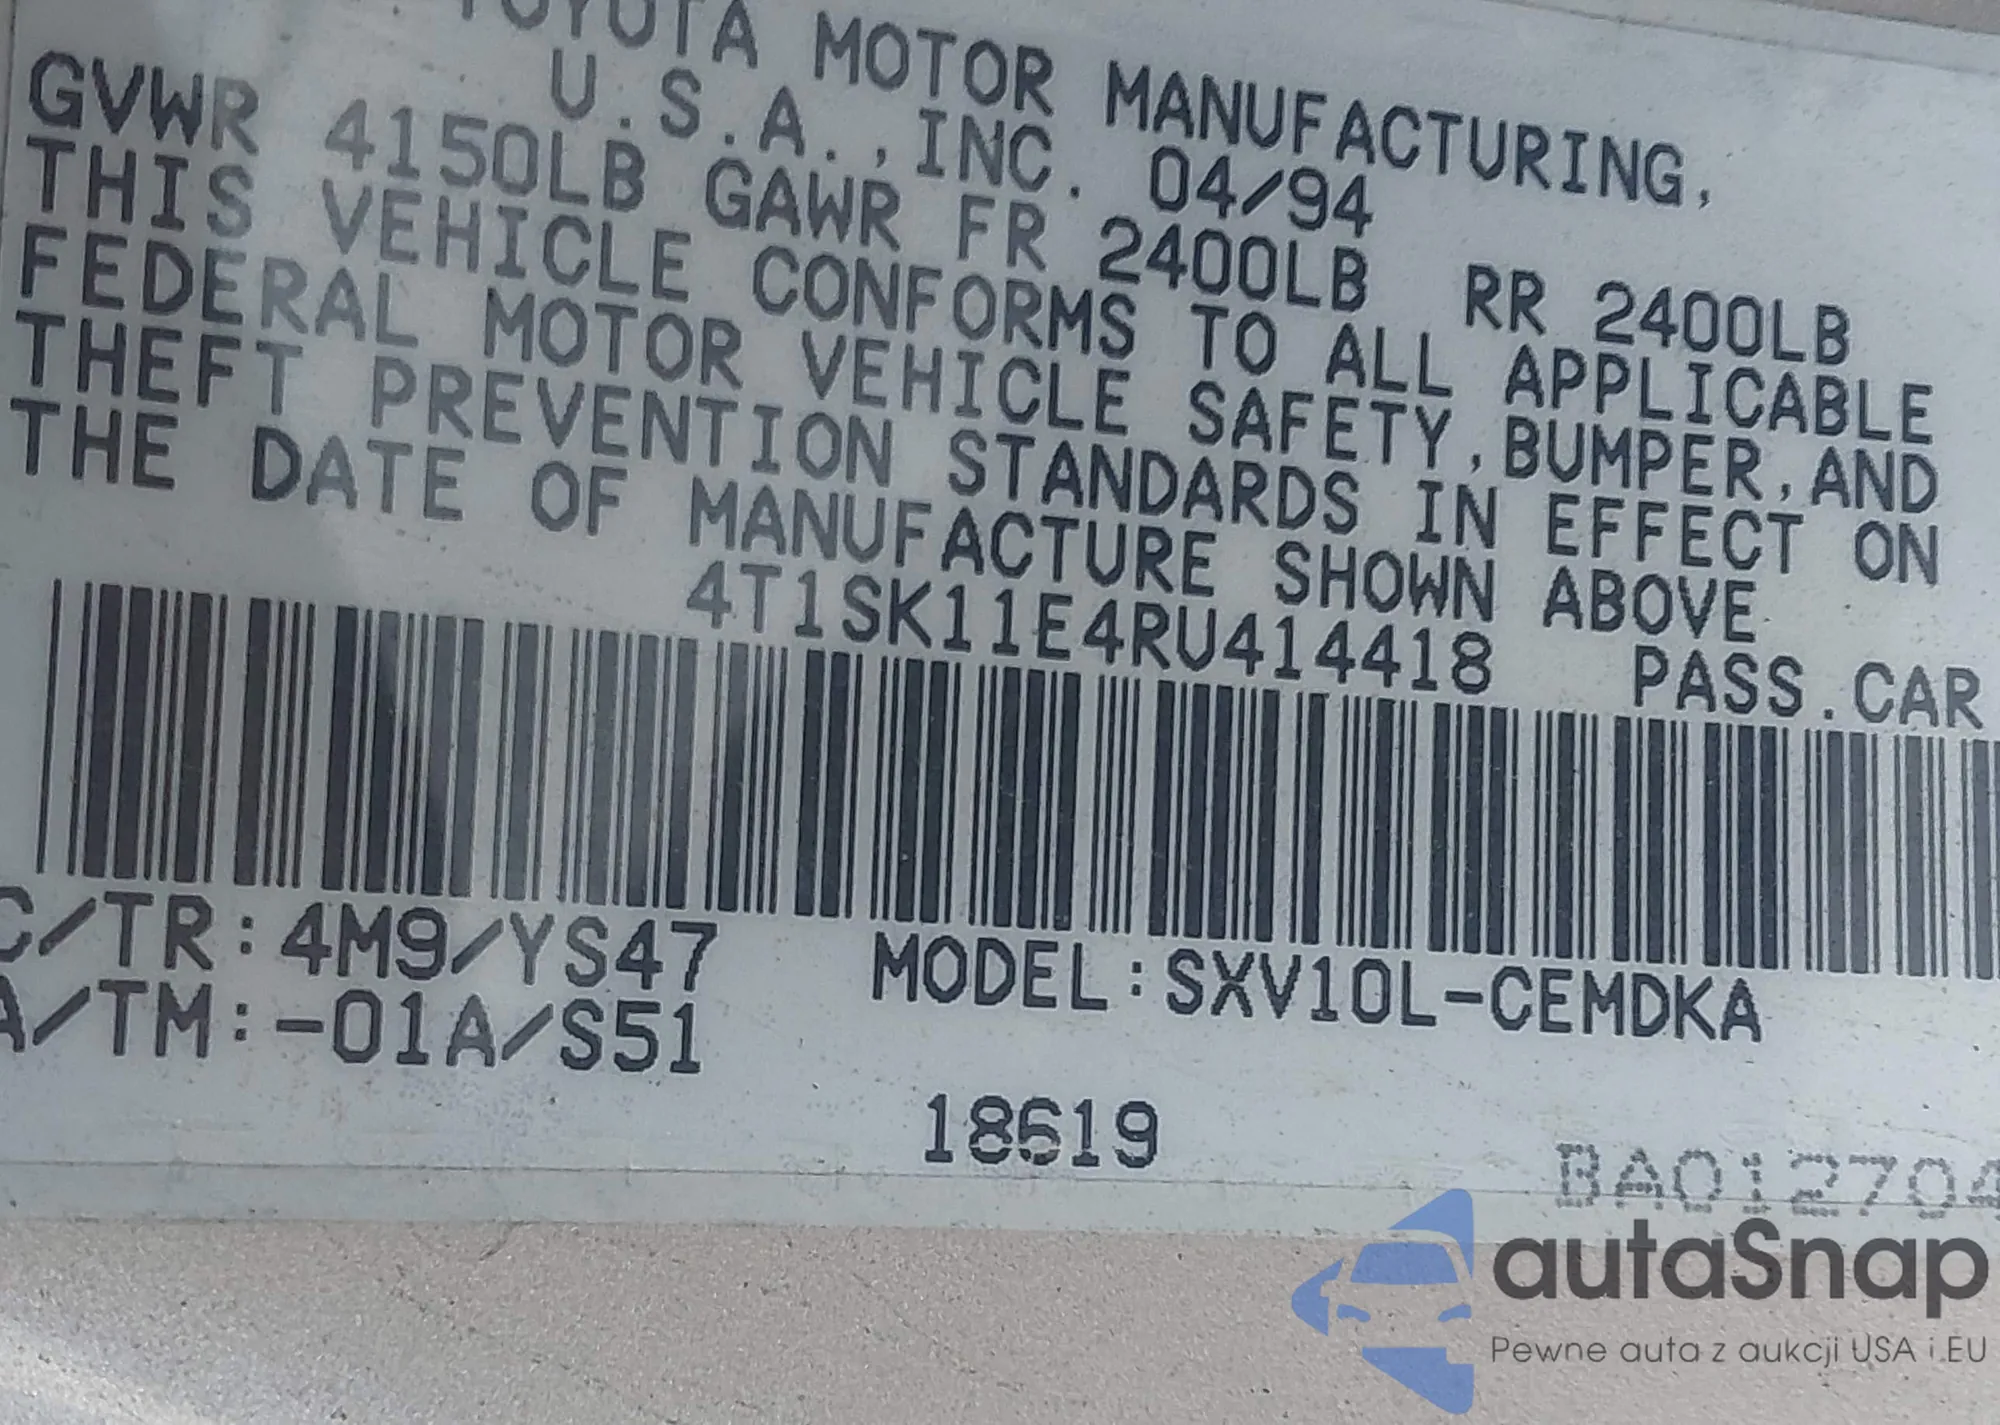 TOYOTA MOTOR MANUFACTURING,
U.S.A.,INC. 04/94
GVWR 4150LB GAWR FR 2400LB RR 2400LB
THIS VEHICLE CONFORMS TO ALL APPLICABLE
FEDERAL MOTOR VEHICLE SAFETY,BUMPER,AND
THEFT PREVENTION STANDARDS IN EFFECT ON
THE DATE OF MANUFACTURE SHOWN ABOVE
4T1SK11E4RU414418 PASS.CAR
C/TR:4M9/YS47 MODEL:SXV10L-CEMDKA
A/TM:-01A/S51
18619
BA012704
autaSnap
Pewne auta z aukcji USA i EU